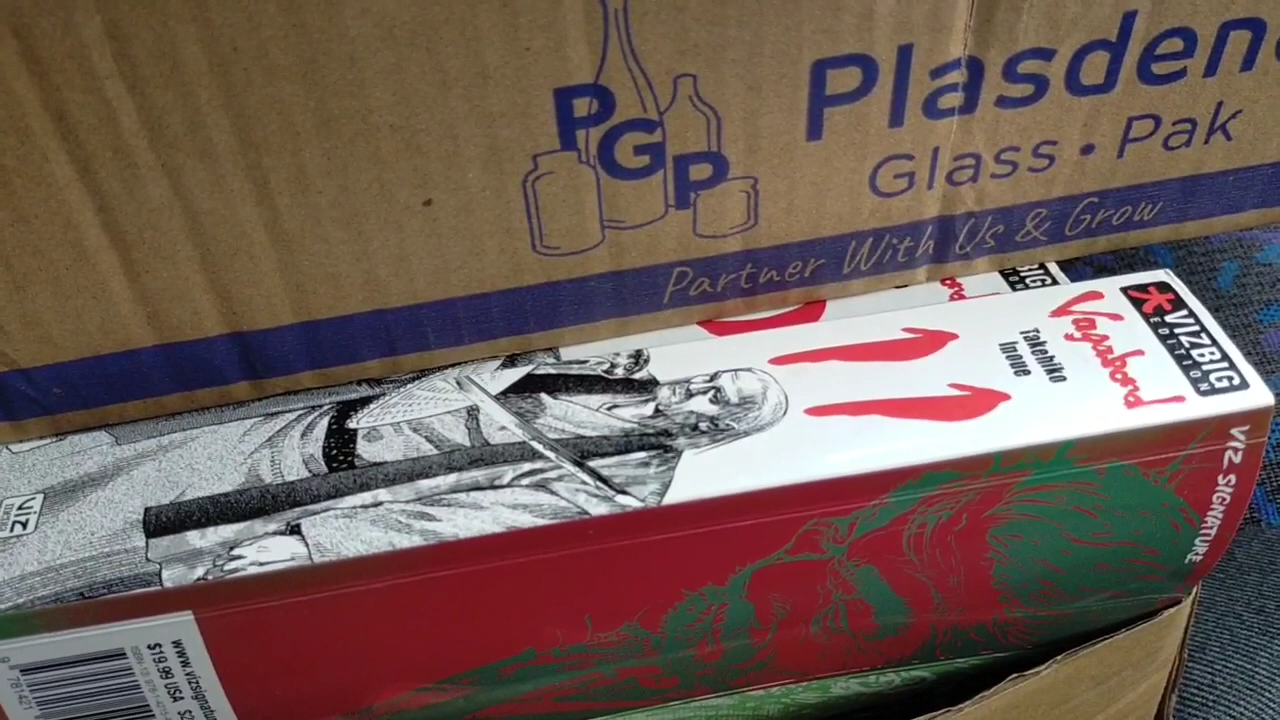 PGP
Plasden
Glass • Pak
Partner With Us & Grow
VIZBIG
EDITION
Vagabond
Takehiko
Inoue
11
VIZ
VIZ SIGNATURE
www.vizsignatu
$19.99 USA